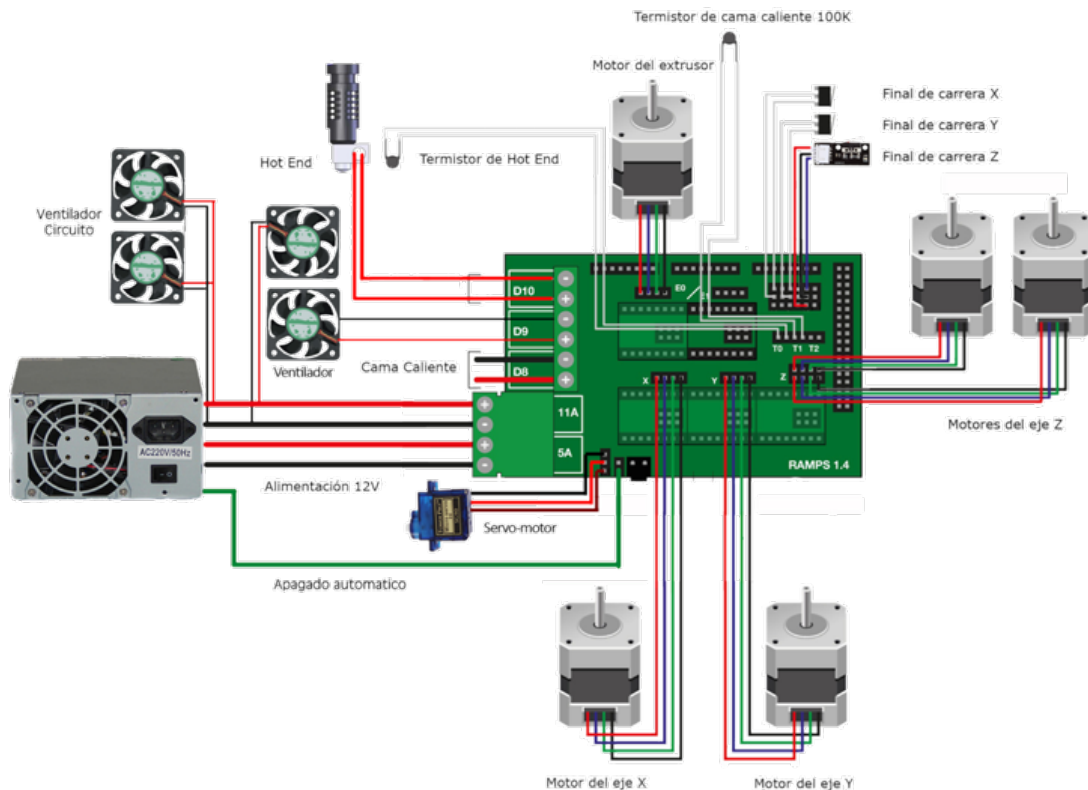 Termistor de cama caliente 100K
Motor del extrusor
Final de carrera X
Final de carrera Y
Final de carrera Z
Hot End
Termistor de Hot End
Ventilador
Circuito
D10
E0
E1
D9
T0 T1 T2
Ventilador
Cama Caliente
D8
X
Y
Z
11A
Motores del eje Z
AC220V/50Hz
5A
RAMPS 1.4
Alimentación 12V
Servo-motor
Apagado automatico
Motor del eje X
Motor del eje Y